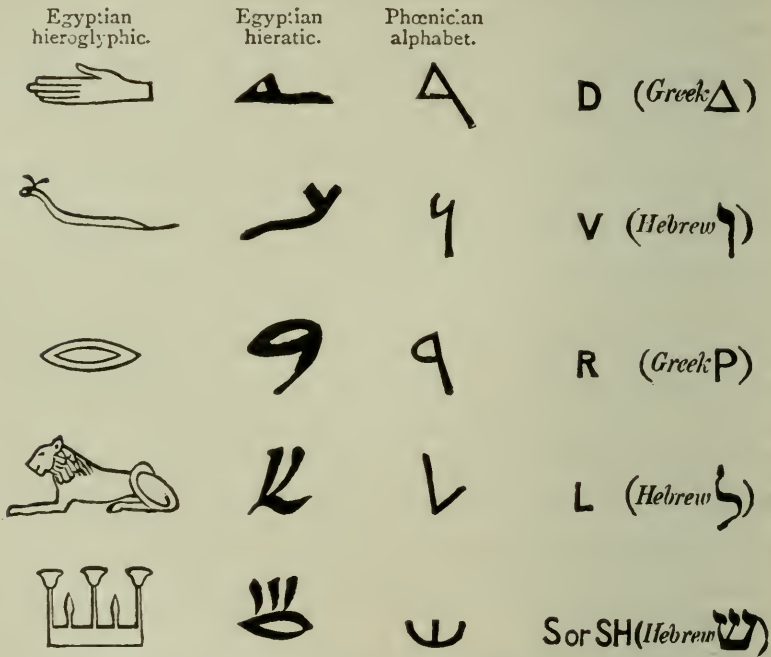 Egyptian hieroglyphic. Egyptian hieratic. Phœnician alphabet.
D (Greek Δ)
V (Hebrew ו)
R (Greek P)
L (Hebrew ל)
S or SH (Hebrew ש)